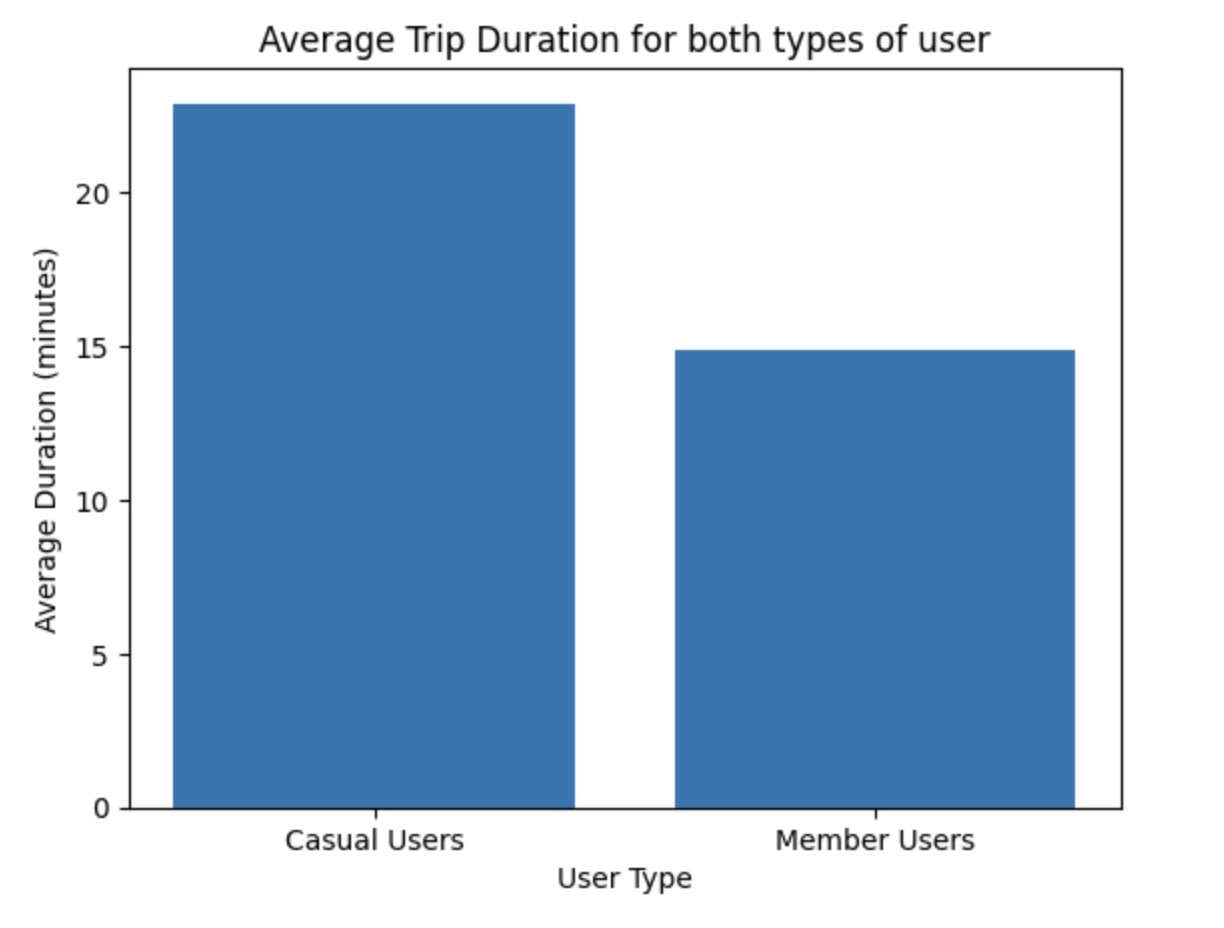 Average Trip Duration for both types of user
Average Duration (minutes)
20
15
10
5
0
Casual Users
Member Users
User Type